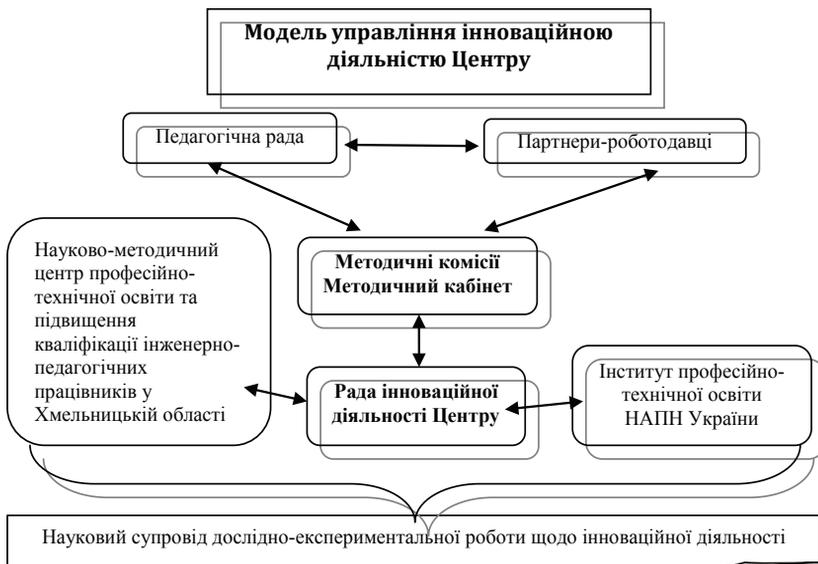 Модель управління інноваційною
діяльністю Центру
Педагогічна рада
Партнери-роботодавці
Методичні комісії
Методичний кабінет
Науково-методичний
центр професійно-
технічної освіти та
підвищення
кваліфікації інженерно-
педагогічних
працівників у
Хмельницькій області
Рада інноваційної
діяльності Центру
Інститут професійно-
технічної освіти
НАПН України
Науковий супровід дослідно-експериментальної роботи щодо інноваційної діяльності